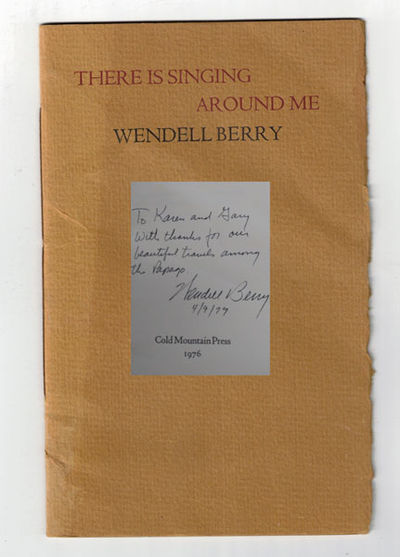 THERE IS SINGING
AROUND ME
WENDELL BERRY
To Karen and Gary
With thanks for our
beautiful travels among
the Papago
Wendell Berry
4/9/79
Cold Mountain Press
1976